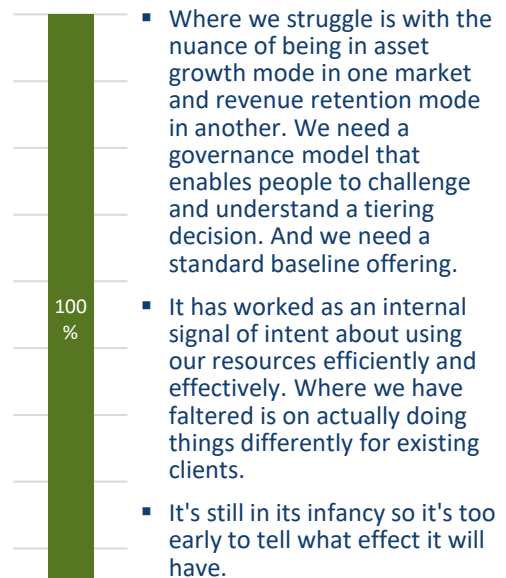 100
%
▪ Where we struggle is with the
nuance of being in asset
growth mode in one market
and revenue retention mode
in another. We need a
governance model that
enables people to challenge
and understand a tiering
decision. And we need a
standard baseline offering.
▪ It has worked as an internal
signal of intent about using
our resources efficiently and
effectively. Where we have
faltered is on actually doing
things differently for existing
clients.
▪ It's still in its infancy so it's too
early to tell what effect it will
have.